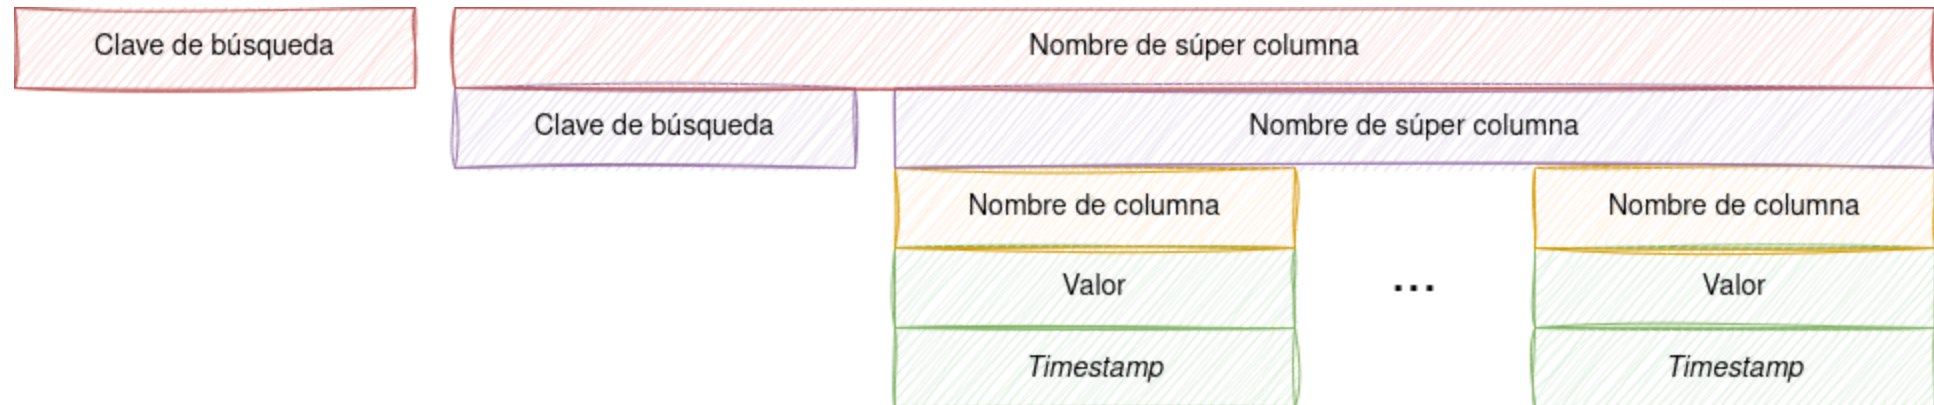 Clave de búsqueda
Nombre de súper columna
Clave de búsqueda
Nombre de súper columna
Nombre de columna
Nombre de columna
Valor
...
Valor
Timestamp
Timestamp